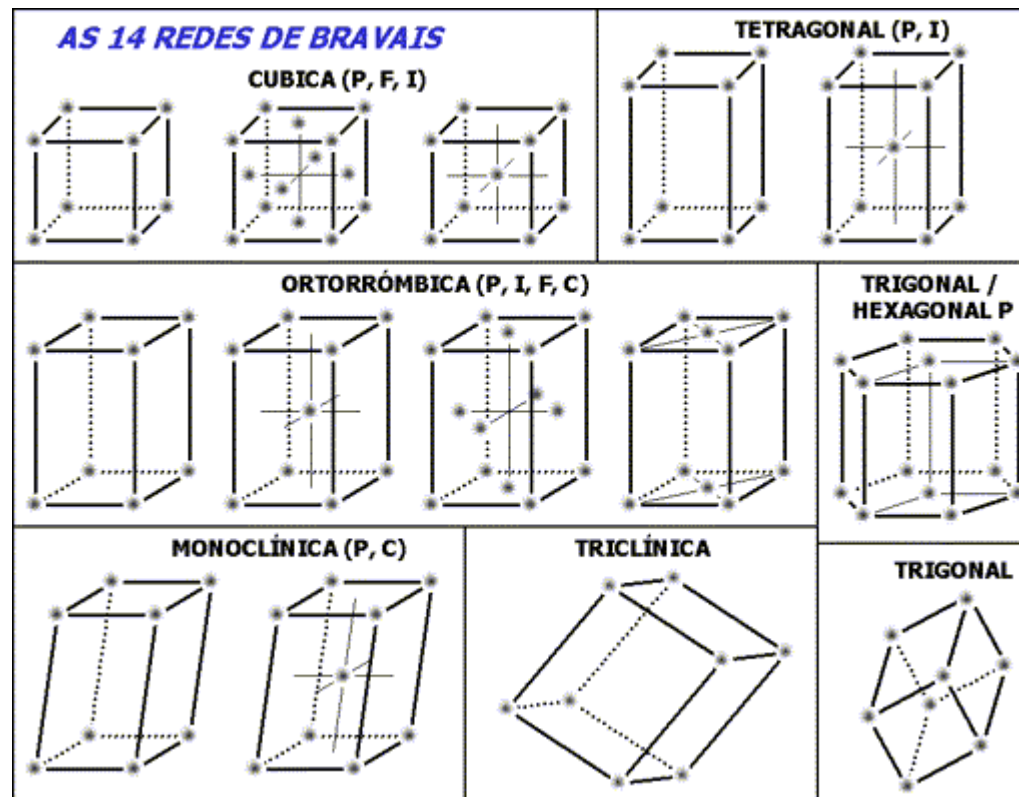 AS 14 REDES DE BRAVAIS
CUBICA (P, F, I)
TETRAGONAL (P, I)
ORTORRÓMBICA (P, I, F, C)
TRIGONAL /
HEXAGONAL P
MONOCLÍNICA (P, C)
TRICLÍNICA
TRIGONAL